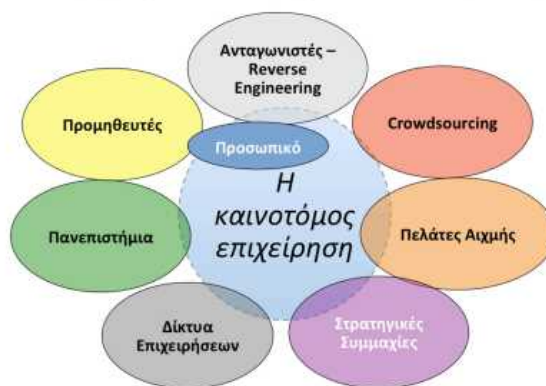 Ανταγωνιστές –
Reverse
Engineering
Προμηθευτές
Crowdsourcing
Προσωπικό
Η
καινοτόμος
επιχείρηση
Πανεπιστήμια
Πελάτες Αιχμής
Δίκτυα
Επιχειρήσεων
Στρατηγικές
Συμμαχίες